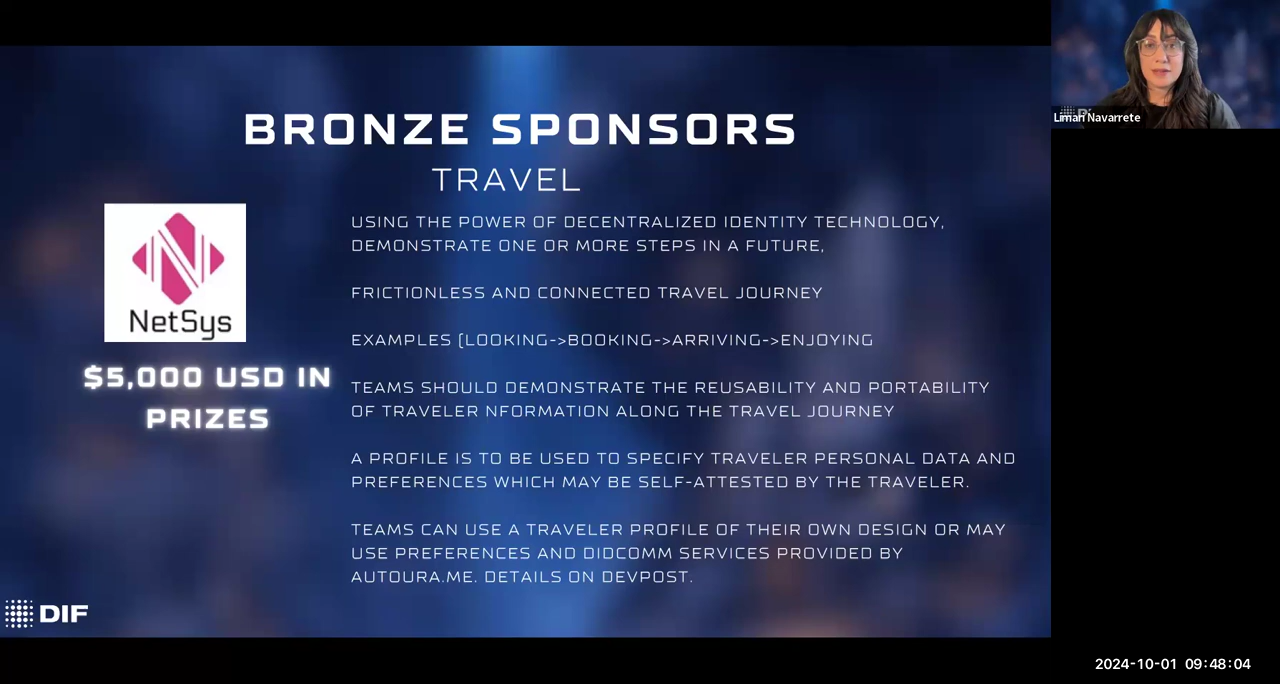 BRONZE SPONSORS
TRAVEL
NetSys
$5,000 USD IN
PRIZES
USING THE POWER OF DECENTRALIZED IDENTITY TECHNOLOGY,
DEMONSTRATE ONE OR MORE STEPS IN A FUTURE,
FRICTIONLESS AND CONNECTED TRAVEL JOURNEY
EXAMPLES (LOOKING->BOOKING->ARRIVING->ENJOYING
TEAMS SHOULD DEMONSTRATE THE REUSABILITY AND PORTABILITY
OF TRAVELER NFORMATION ALONG THE TRAVEL JOURNEY
A PROFILE IS TO BE USED TO SPECIFY TRAVELER PERSONAL DATA AND
PREFERENCES WHICH MAY BE SELF-ATTESTED BY THE TRAVELER.
TEAMS CAN USE A TRAVELER PROFILE OF THEIR OWN DESIGN OR MAY
USE PREFERENCES AND DIDCOMM SERVICES PROVIDED BY
AUTOURA.ME. DETAILS ON DEVPOST.
DIF
Limari Navarrete
2024-10-01 09:48:04